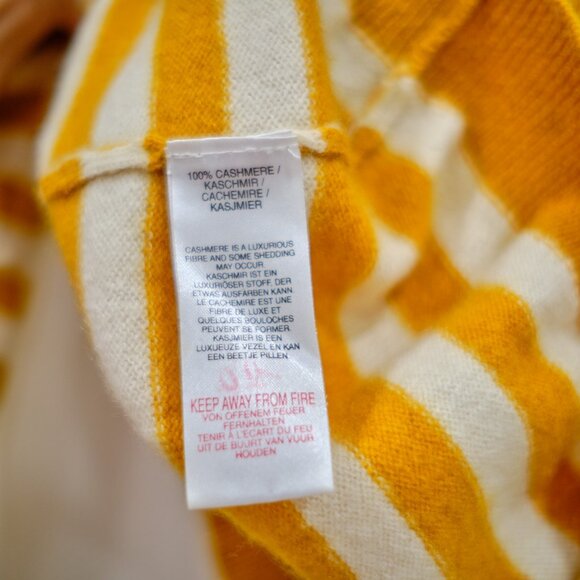 100% CASHMERE /
KASCHMIR /
CACHEMIRE /
KASJMIER
CASHMERE IS A LUXURIOUS
FIBRE AND SOME SHEDDING
MAY OCCUR
KASCHMIR IST EIN
LUXURIÖSER STOFF, DER
ETWAS AUSFARBEN KANN
LE CACHEMIRE EST UNE
FIBRE DE LUXE ET
QUELQUES BOULOCHES
PEUVENT SE FORMER.
KASJMIER IS EEN
LUXUEUZE VEZEL EN KAN
EEN BEETJE PILLEN
KEEP AWAY FROM FIRE
VON OFFENEM FEUER
FERNHALTEN
TENIR À L'ÉCART DU FEU
UIT DE BUURT VAN VUUR
HOUDEN